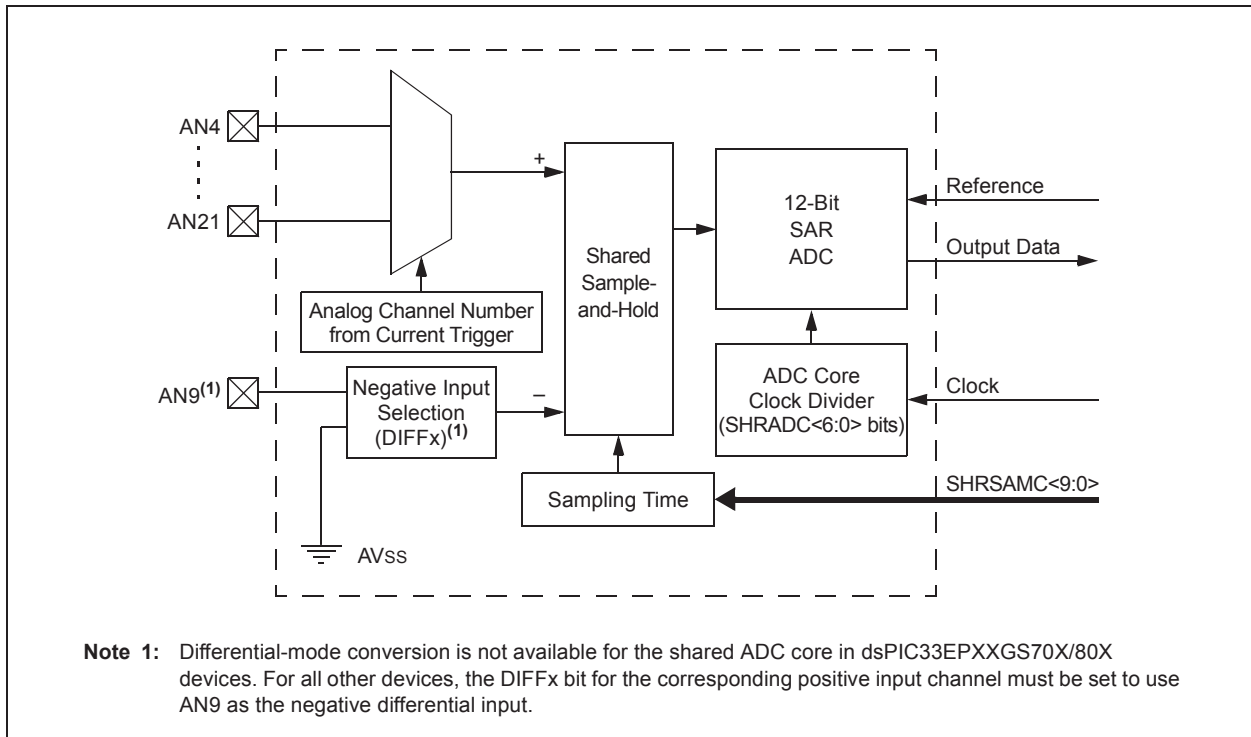 AN4
AN21
+
Analog Channel Number
from Current Trigger
AN9(1)
Negative Input
Selection
(DIFFx)(1)
–
AVSS
Shared
Sample-
and-Hold
Sampling Time
12-Bit
SAR
ADC
ADC Core
Clock Divider
(SHRADC<6:0> bits)
Reference
Output Data
Clock
SHRSAMC<9:0>
Note 1: Differential-mode conversion is not available for the shared ADC core in dsPIC33EPXXGS70X/80X
devices. For all other devices, the DIFFx bit for the corresponding positive input channel must be set to use
AN9 as the negative differential input.